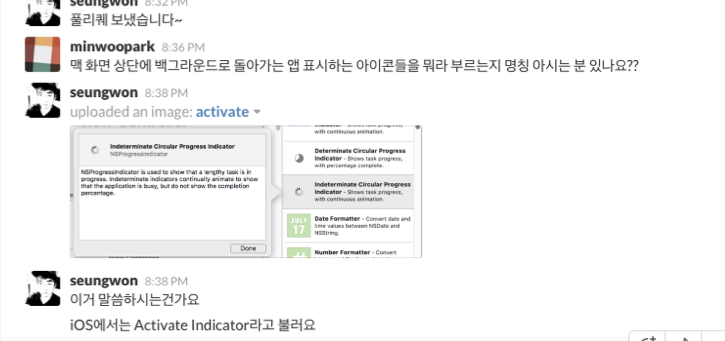 seungwon 8:32 PM
풀리퀘 보냈습니다~
minwoopark 8:36 PM
맥 화면 상단에 백그라운드로 돌아가는 앱 표시하는 아이콘들을 뭐라 부르는지 명칭 아시는 분 있나요??
seungwon 8:38 PM
uploaded an image: activate
Indeterminate Circular Progress Indicator
NSProgressIndicator
NSProgressIndicator is used to show that a lengthy task is in
progress. Indeterminate indicators continually animate to show
that the application is busy, but do not show the completion
percentage.
Done
with continuous animation.
Determinate Circular Progress
Indicator - Shows task progress,
with percentage complete.
Indeterminate Circular Progress
Indicator - Shows task progress,
with continuous animation.
JULY
17
Date Formatter - Convert date and
time values between NSDate and
NSString.
Number Formatter - Convert
seungwon 8:38 PM
이거 말씀하시는건가요
iOS에서는 Activate Indicator라고 불러요